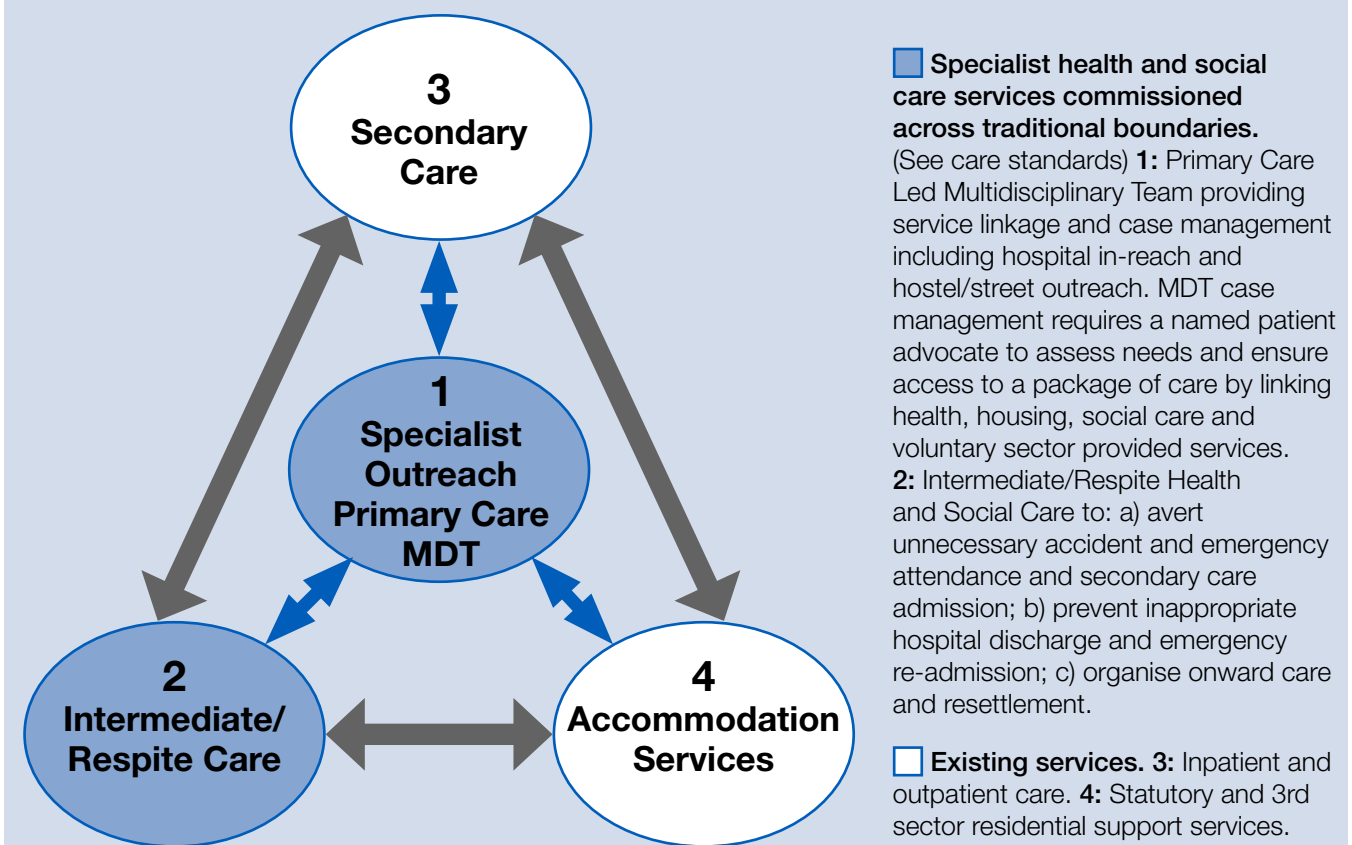 3
Secondary
Care
1
Specialist
Outreach
Primary Care
MDT
2
Intermediate/
Respite Care
4
Accommodation
Services
Specialist health and social
care services commissioned
across traditional boundaries.
(See care standards) 1: Primary Care
Led Multidisciplinary Team providing
service linkage and case management
including hospital in-reach and
hostel/street outreach. MDT case
management requires a named patient
advocate to assess needs and ensure
access to a package of care by linking
health, housing, social care and
voluntary sector provided services.
2: Intermediate/Respite Health
and Social Care to: a) avert
unnecessary accident and emergency
attendance and secondary care
admission; b) prevent inappropriate
hospital discharge and emergency
re-admission; c) organise onward care
and resettlement.
Existing services. 3: Inpatient and
outpatient care. 4: Statutory and 3rd
sector residential support services.